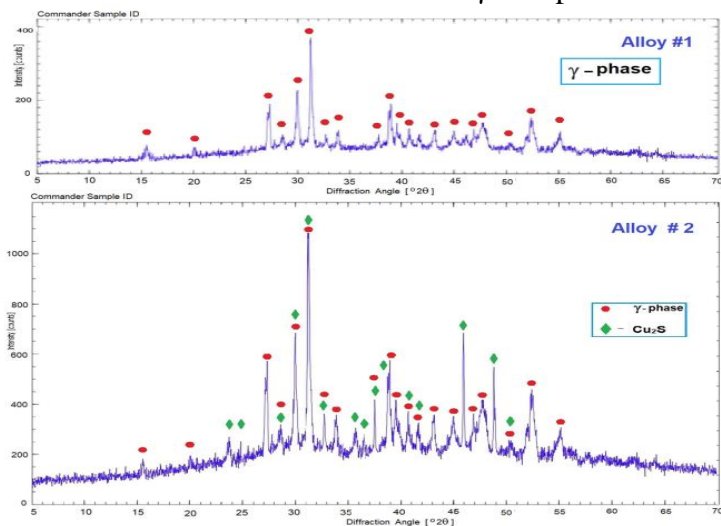 Commander Sample ID
Alloy #1
γ – phase
Intensity [counts]
400
200
0
5 10 15 20 25 30 35 40 45 50 55 60 65 70
Diffraction Angle [°2θ]
Commander Sample ID
Alloy # 2
γ-phase
– Cu₂S
Intensity [counts]
1000
800
600
400
200
0
5 10 15 20 25 30 35 40 45 50 55 60 65 70
Diffraction Angle [°2θ]